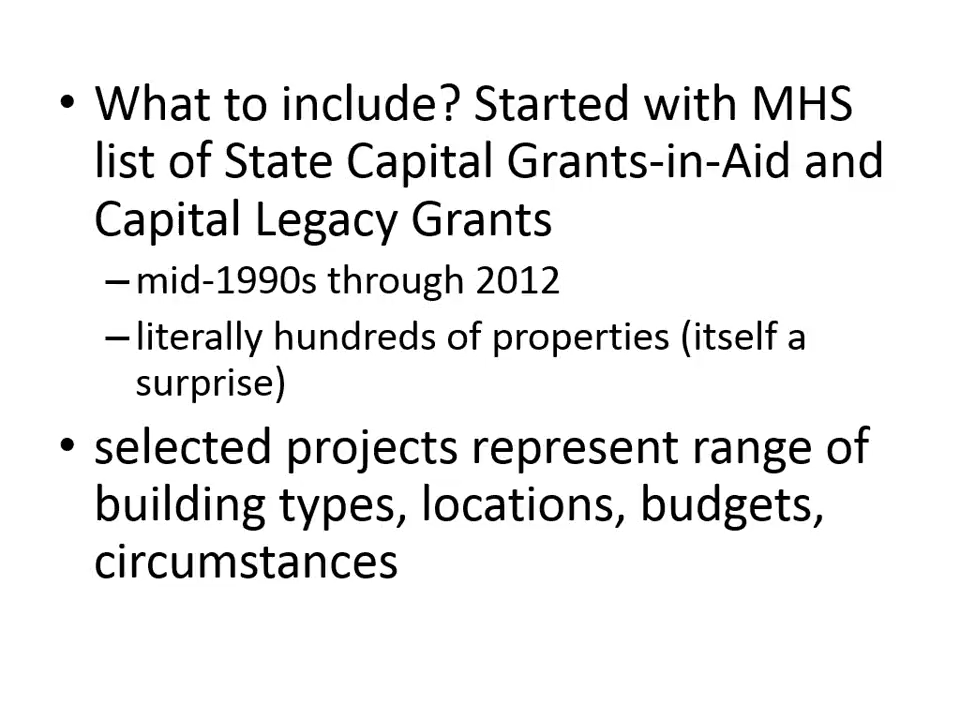 • What to include? Started with MHS
list of State Capital Grants-in-Aid and
Capital Legacy Grants
– mid-1990s through 2012
– literally hundreds of properties (itself a
surprise)
• selected projects represent range of
building types, locations, budgets,
circumstances